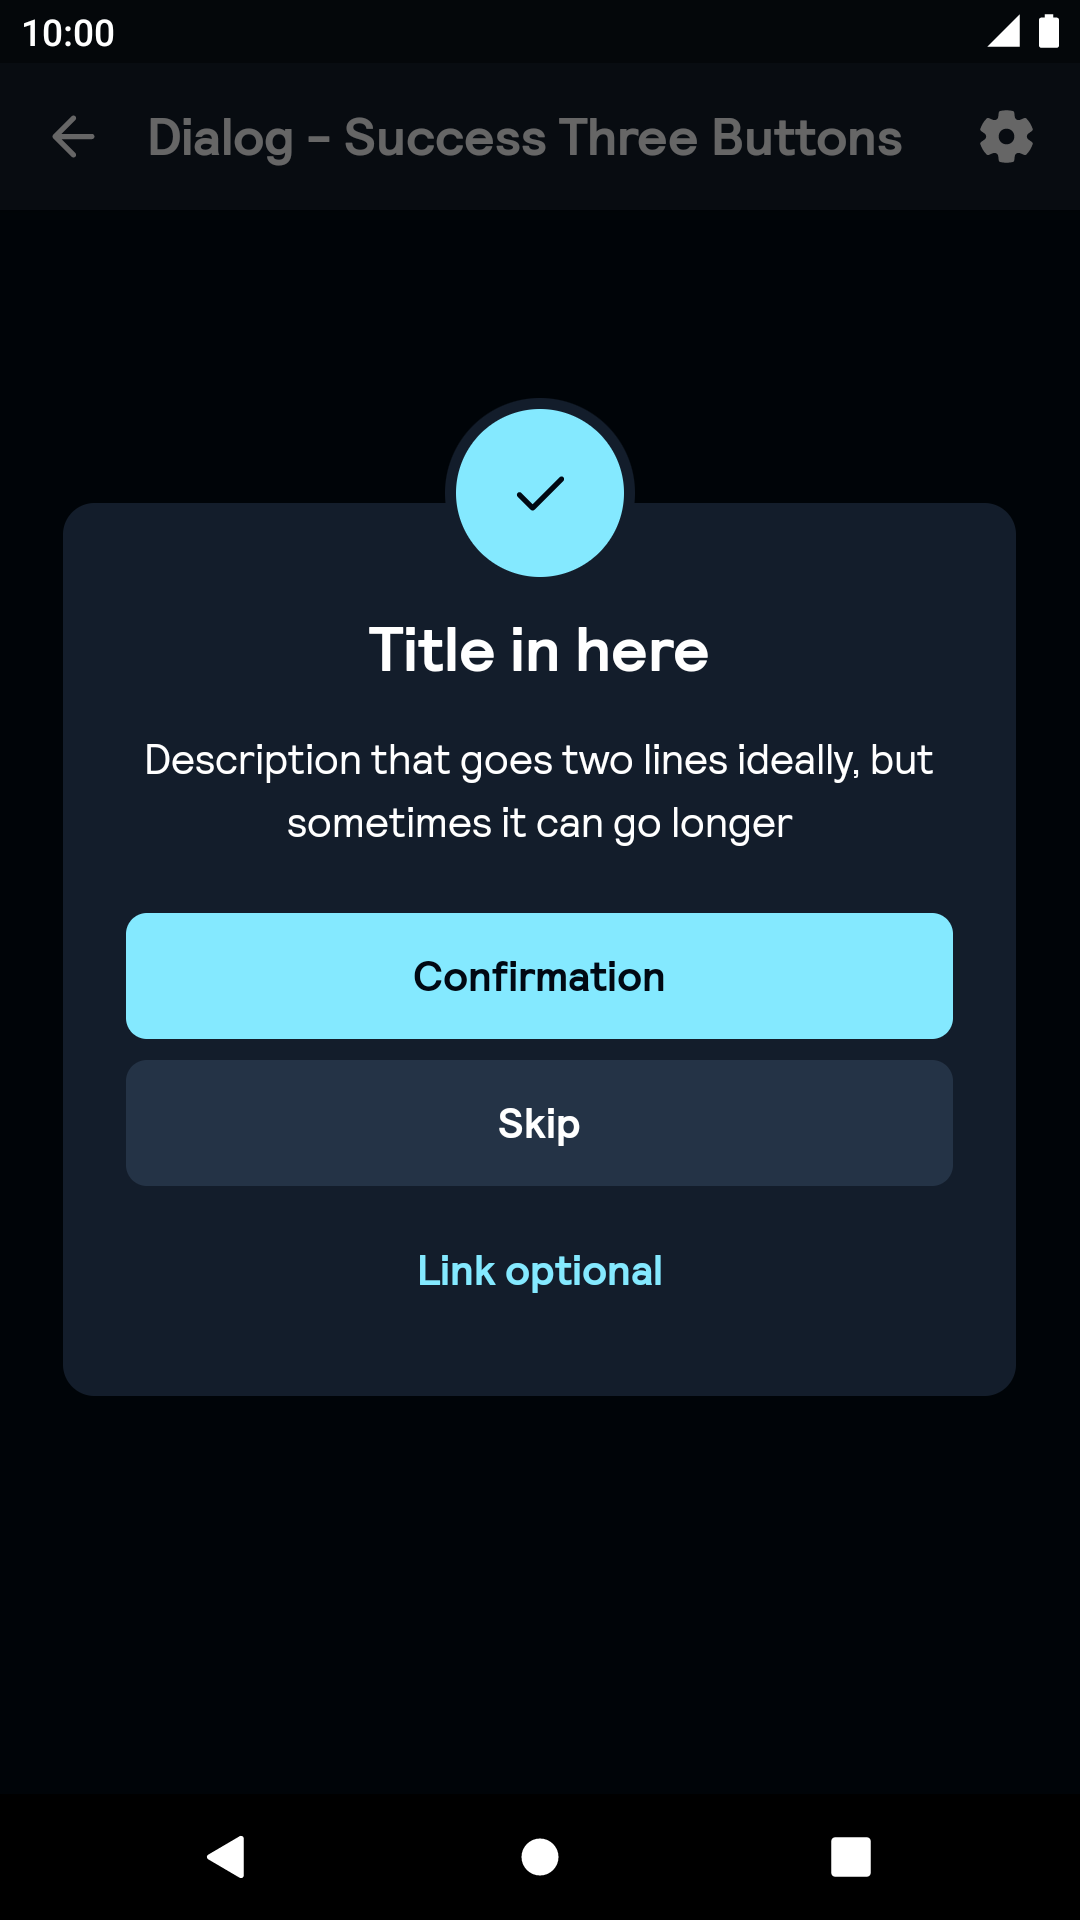 10:00
Dialog - Success Three Buttons
Title in here
Description that goes two lines ideally, but
sometimes it can go longer
Confirmation
Skip
Link optional